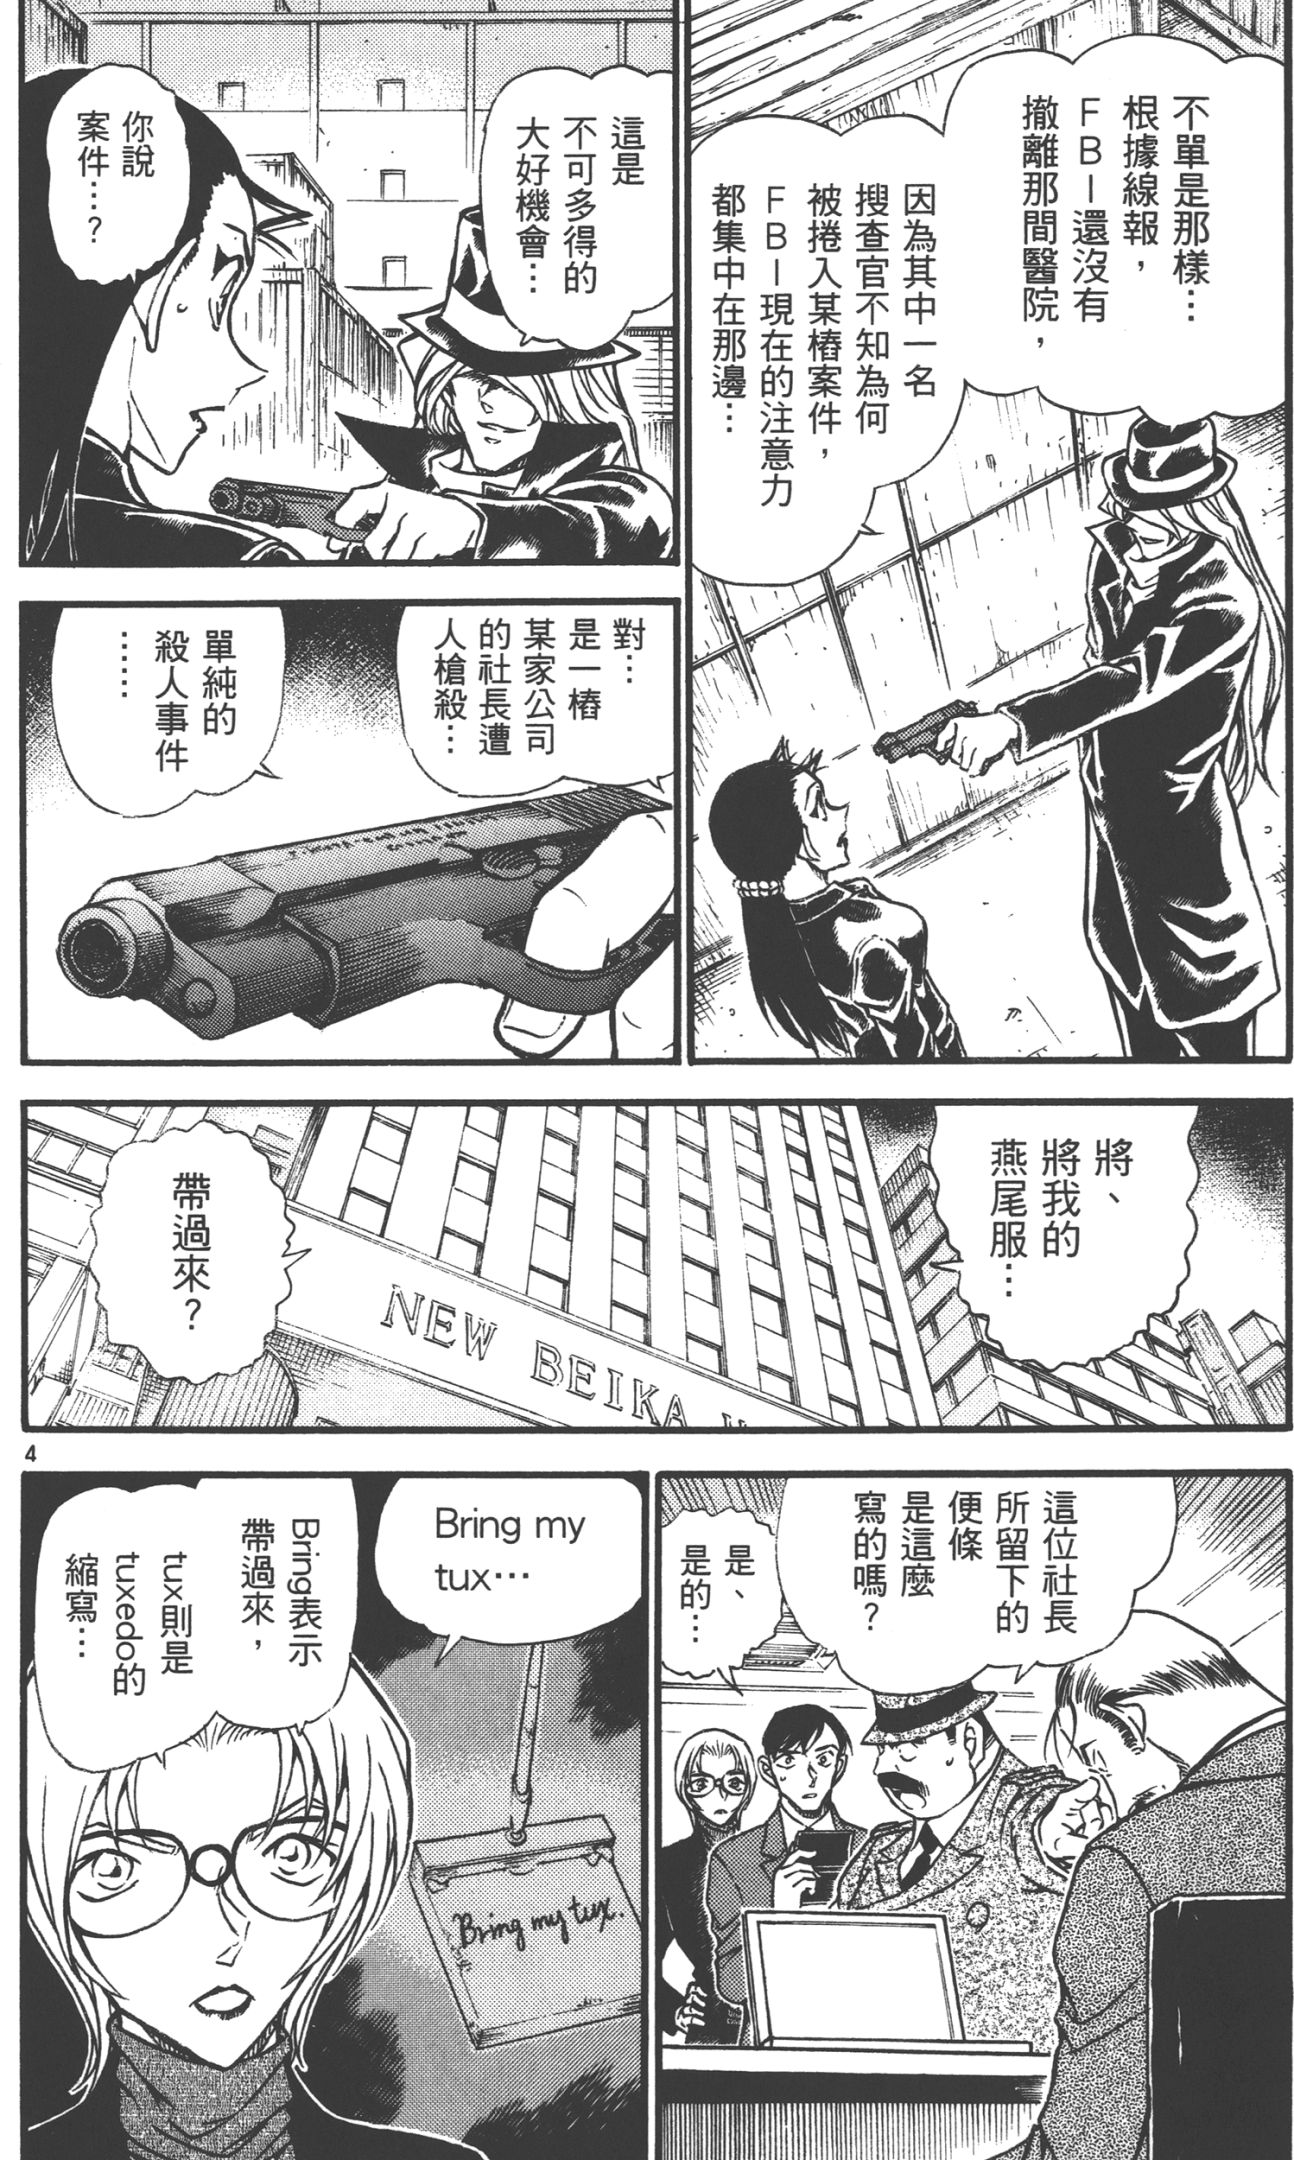 不單是那樣…
根據線報，
FBI還沒有
撤離那間醫院，
因為其中一名
搜查官不知為何
被捲入某樁案件，
FBI現在的注意力
都集中在那邊…
這是
不可多得的
大好機會…
你說
案件…？
對…
是一樁
某家公司
的社長遭
人槍殺…
單純的
殺人事件
……
將、
將我的
燕尾服…
帶過來？
NEW BEIKA
4
這位社長
所留下的
便條
是這麼
寫的嗎？
是、
是的…
Bring my
tux…
Bring my tux.
Bring表示
帶過來，
tux則是
tuxedo的
縮寫…